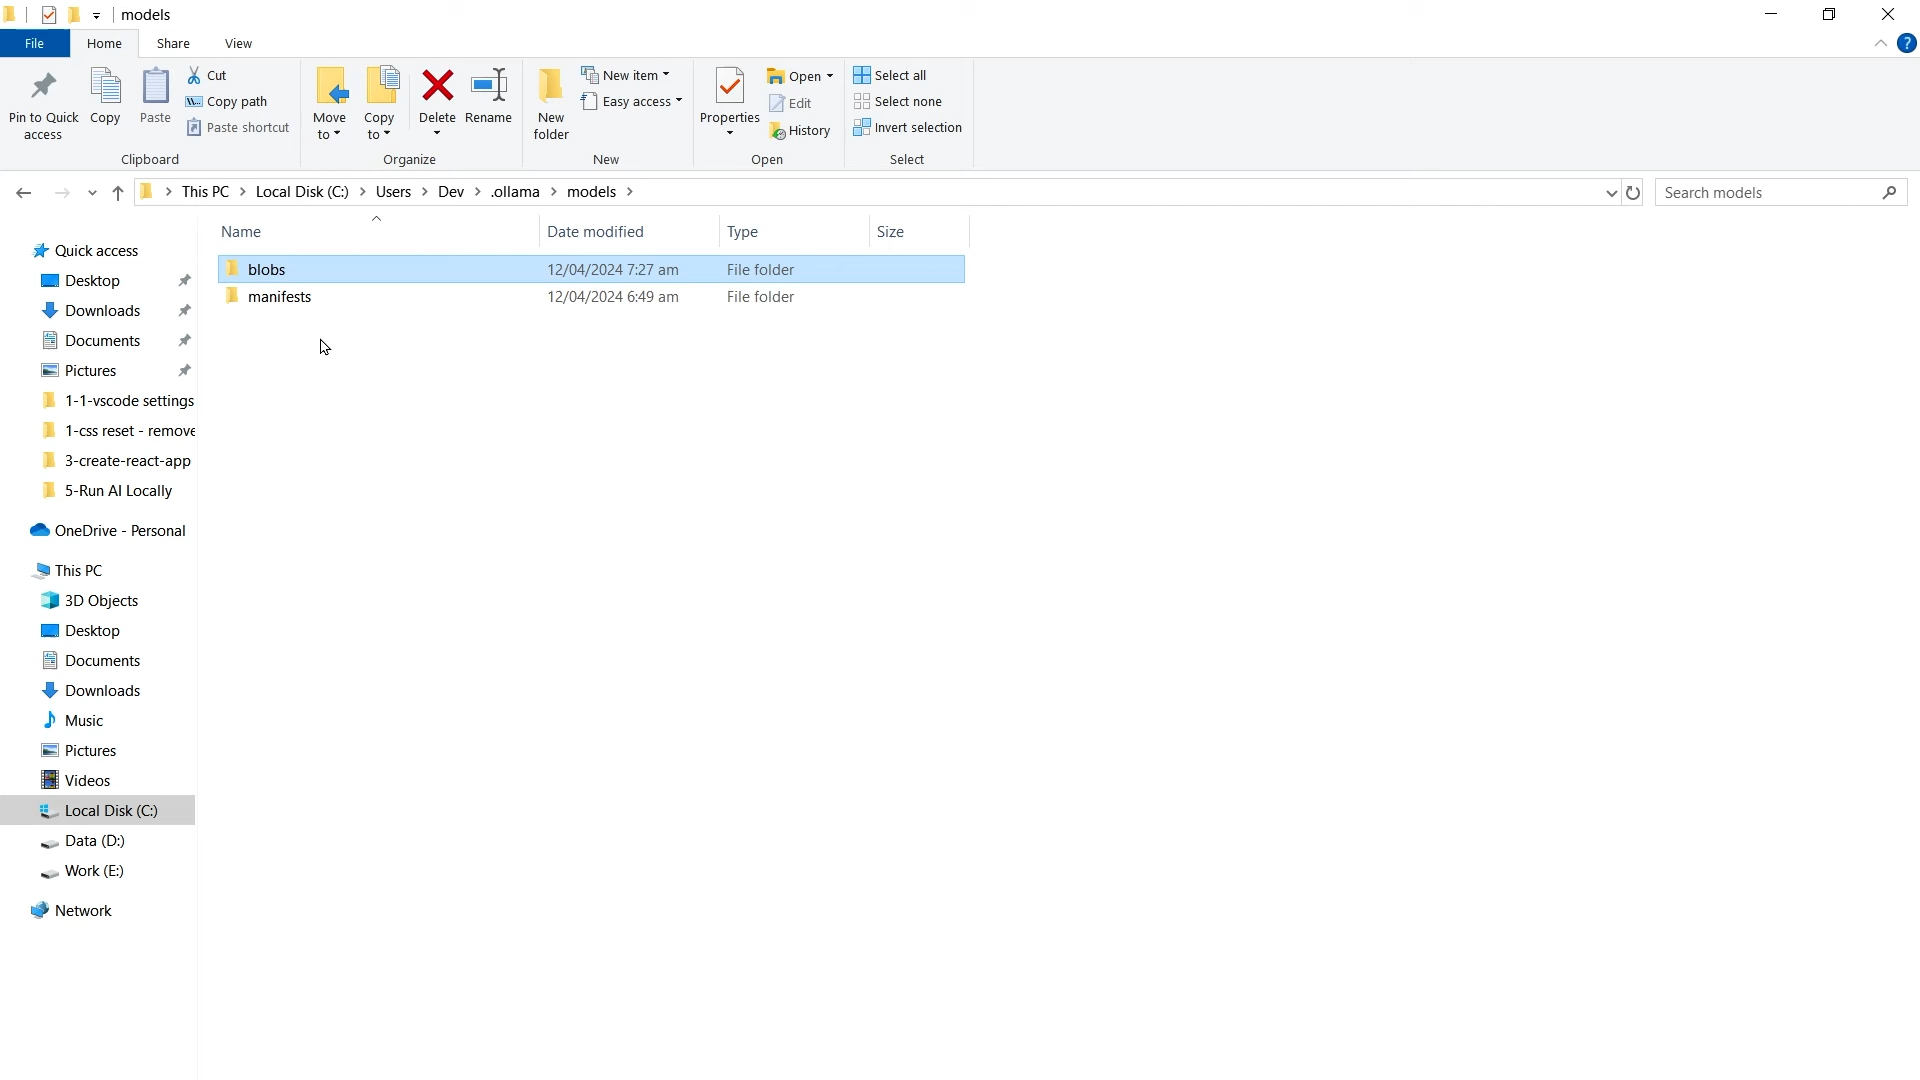 models
File
Home
Share
View
Pin to Quick access
Copy
Paste
Cut
Copy path
Paste shortcut
Clipboard
Move to
Copy to
Delete
Rename
Organize
New folder
New item
Easy access
New
Properties
Open
Edit
History
Open
Select all
Select none
Invert selection
Select
This PC > Local Disk (C:) > Users > Dev > .ollama > models >
Search models
Name
Date modified
Type
Size
blobs 12/04/2024 7:27 am File folder
manifests 12/04/2024 6:49 am File folder
Quick access
Desktop
Downloads
Documents
Pictures
1-1-vscode settings
1-css reset - remove
3-create-react-app
5-Run AI Locally
OneDrive - Personal
This PC
3D Objects
Desktop
Documents
Downloads
Music
Pictures
Videos
Local Disk (C:)
Data (D:)
Work (E:)
Network